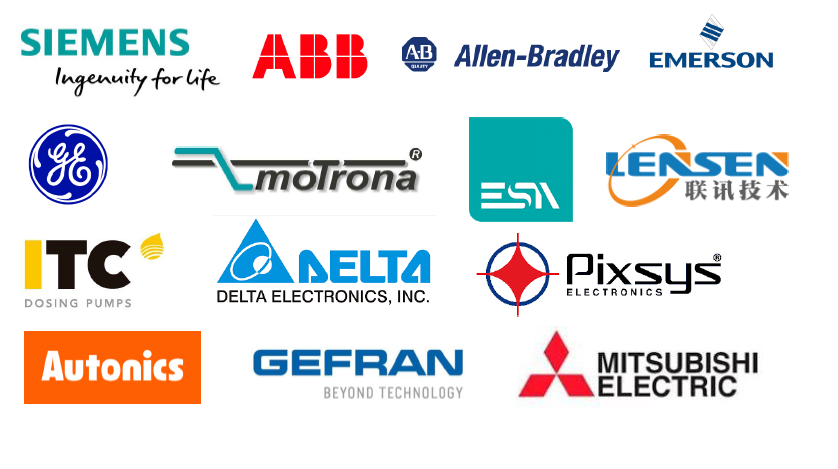 SIEMENS
Ingenuity for life
ABB
A-B
QUALITY
Allen-Bradley
EMERSON
GE
moTrona®
ESA
LENSEN
联讯技术
ITC
DOSING PUMPS
DELTA
DELTA ELECTRONICS, INC.
Pixsys®
ELECTRONICS
Autonics
GEFRAN
BEYOND TECHNOLOGY
MITSUBISHI
ELECTRIC